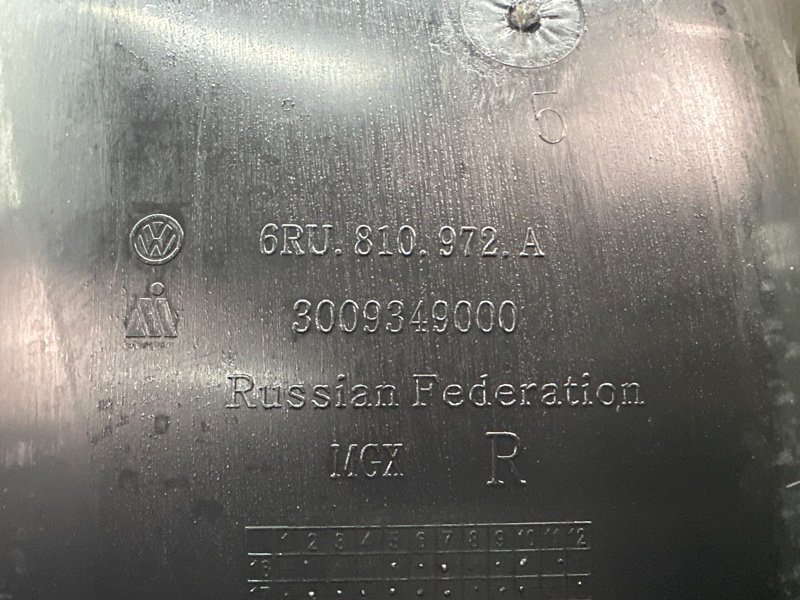 5
6RU.810.972.A
3009349000
Russian Federation
MGX R
1 2 3 4 5 6 7 8 9 10 11 12
16